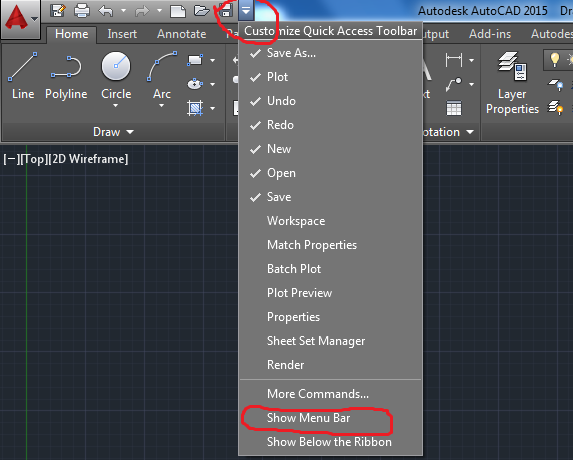 Autodesk AutoCAD 2015 Dr
Home Insert Annotate Pa
Customize Quick Access Toolbar
utput Add-ins Autodes
Save As...
Plot
Undo
Redo
New
Open
Save
Workspace
Match Properties
Batch Plot
Plot Preview
Properties
Sheet Set Manager
Render
More Commands...
Show Menu Bar
Show Below the Ribbon
Line Polyline Circle Arc
Layer
Properties
Draw
otation
[−][Top][2D Wireframe]